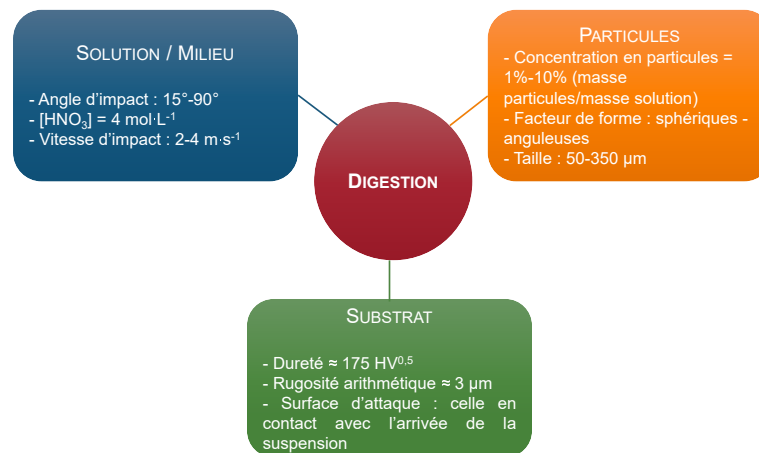 SOLUTION / MILIEU
- Angle d'impact : 15°-90°
- [HNO₃] = 4 mol·L⁻¹
- Vitesse d'impact : 2-4 m·s⁻¹
PARTICULES
- Concentration en particules =
1%-10% (masse
particules/masse solution)
- Facteur de forme : sphériques -
anguleuses
- Taille : 50-350 µm
DIGESTION
SUBSTRAT
- Dureté ≈ 175 HV⁰,⁵
- Rugosité arithmétique ≈ 3 µm
- Surface d'attaque : celle en
contact avec l'arrivée de la
suspension